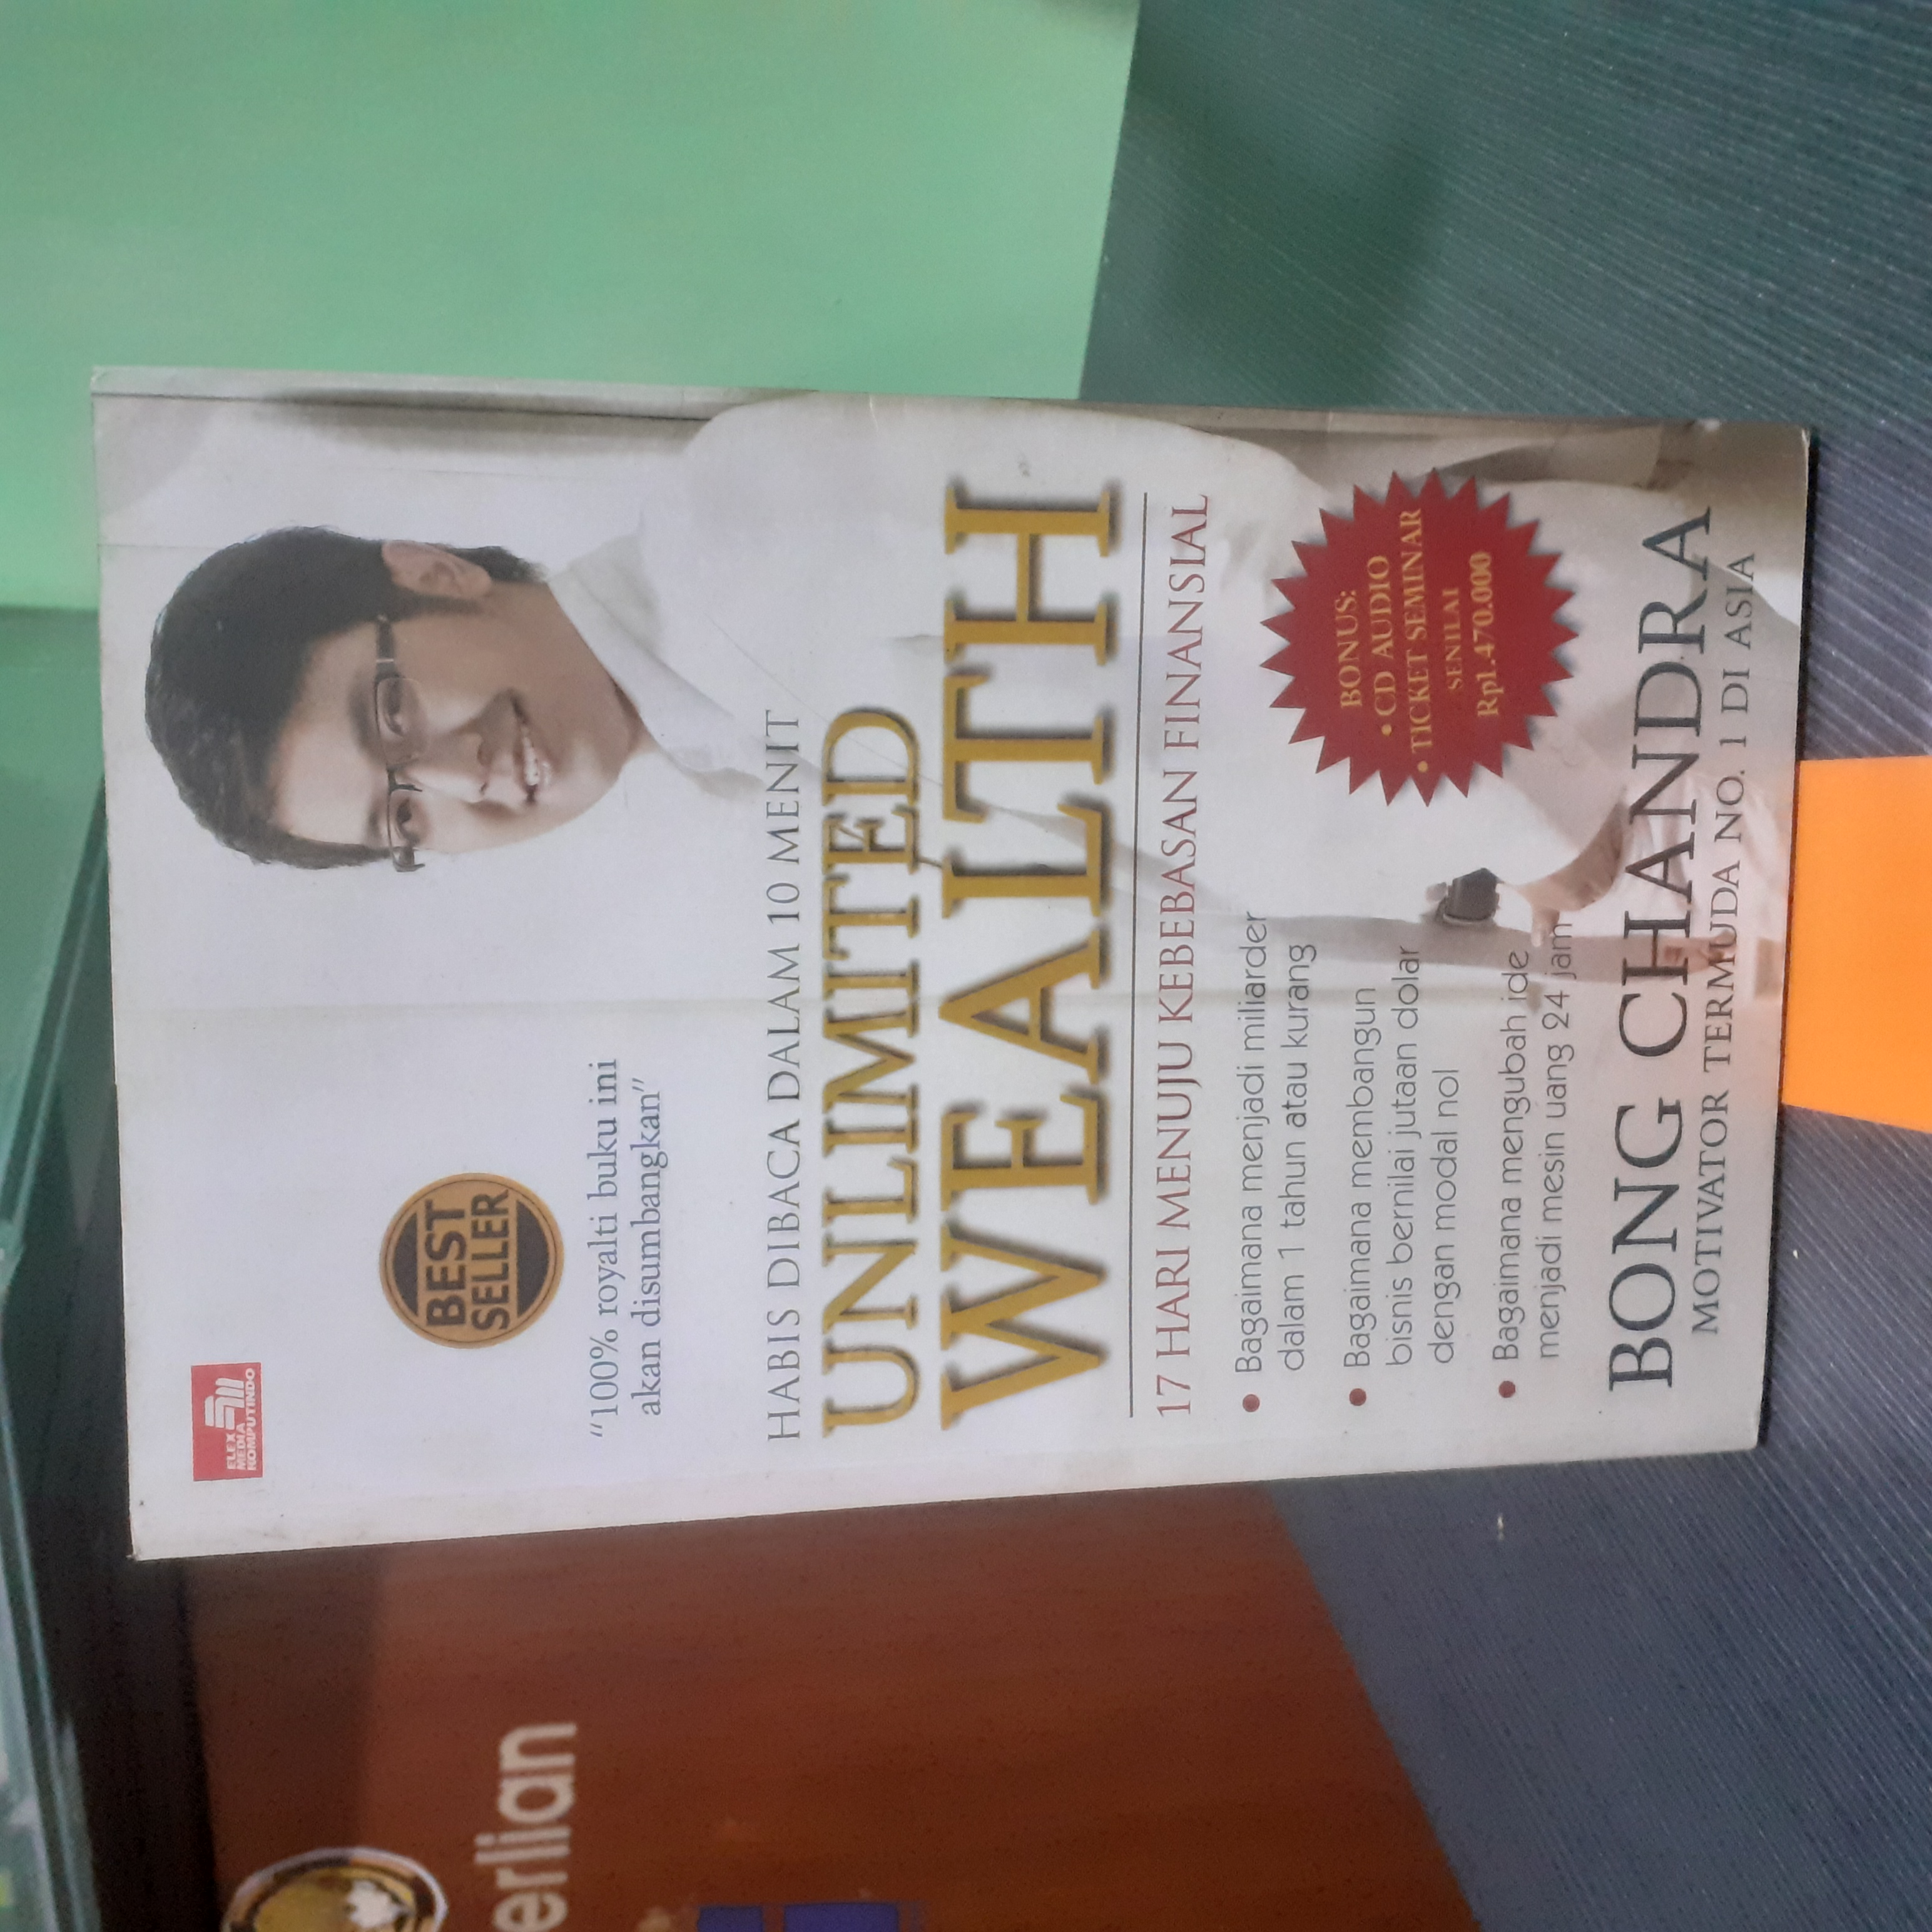 ELEX
MEDIA
KOMPUTINDO
BEST
SELLER
"100% royalti buku ini
akan disumbangkan"
HABIS DIBACA DALAM 10 MENIT
UNLIMITED
WEALTH
17 HARI MENUJU KEBEBASAN FINANSIAL
• Bagaimana menjadi miliarder
dalam 1 tahun atau kurang
• Bagaimana membangun
bisnis bernilai jutaan dolar
dengan modal nol
• Bagaimana mengubah ide
menjadi mesin uang 24 jam
BONUS:
• CD AUDIO
• TICKET SEMINAR
SENILAI
Rp1.470.000
BONG CHANDRA
MOTIVATOR TERMUDA NO. 1 DI ASIA
erlian